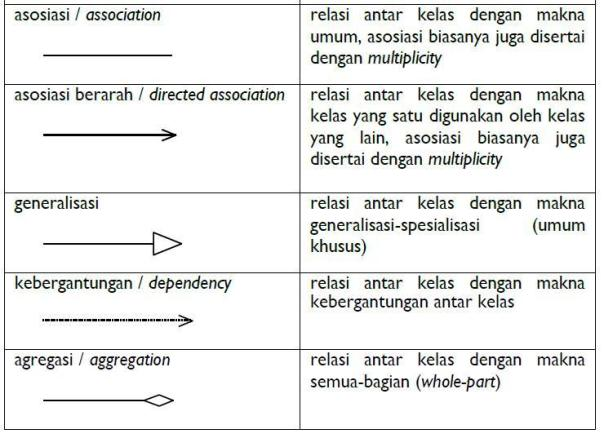 asosiasi / association
relasi antar kelas dengan makna
umum, asosiasi biasanya juga disertai
dengan multiplicity
asosiasi berarah / directed association
relasi antar kelas dengan makna
kelas yang satu digunakan oleh kelas
yang lain, asosiasi biasanya juga
disertai dengan multiplicity
generalisasi
relasi antar kelas dengan makna
generalisasi-spesialisasi (umum
khusus)
kebergantungan / dependency
relasi antar kelas dengan makna
kebergantungan antar kelas
agregasi / aggregation
relasi antar kelas dengan makna
semua-bagian (whole-part)